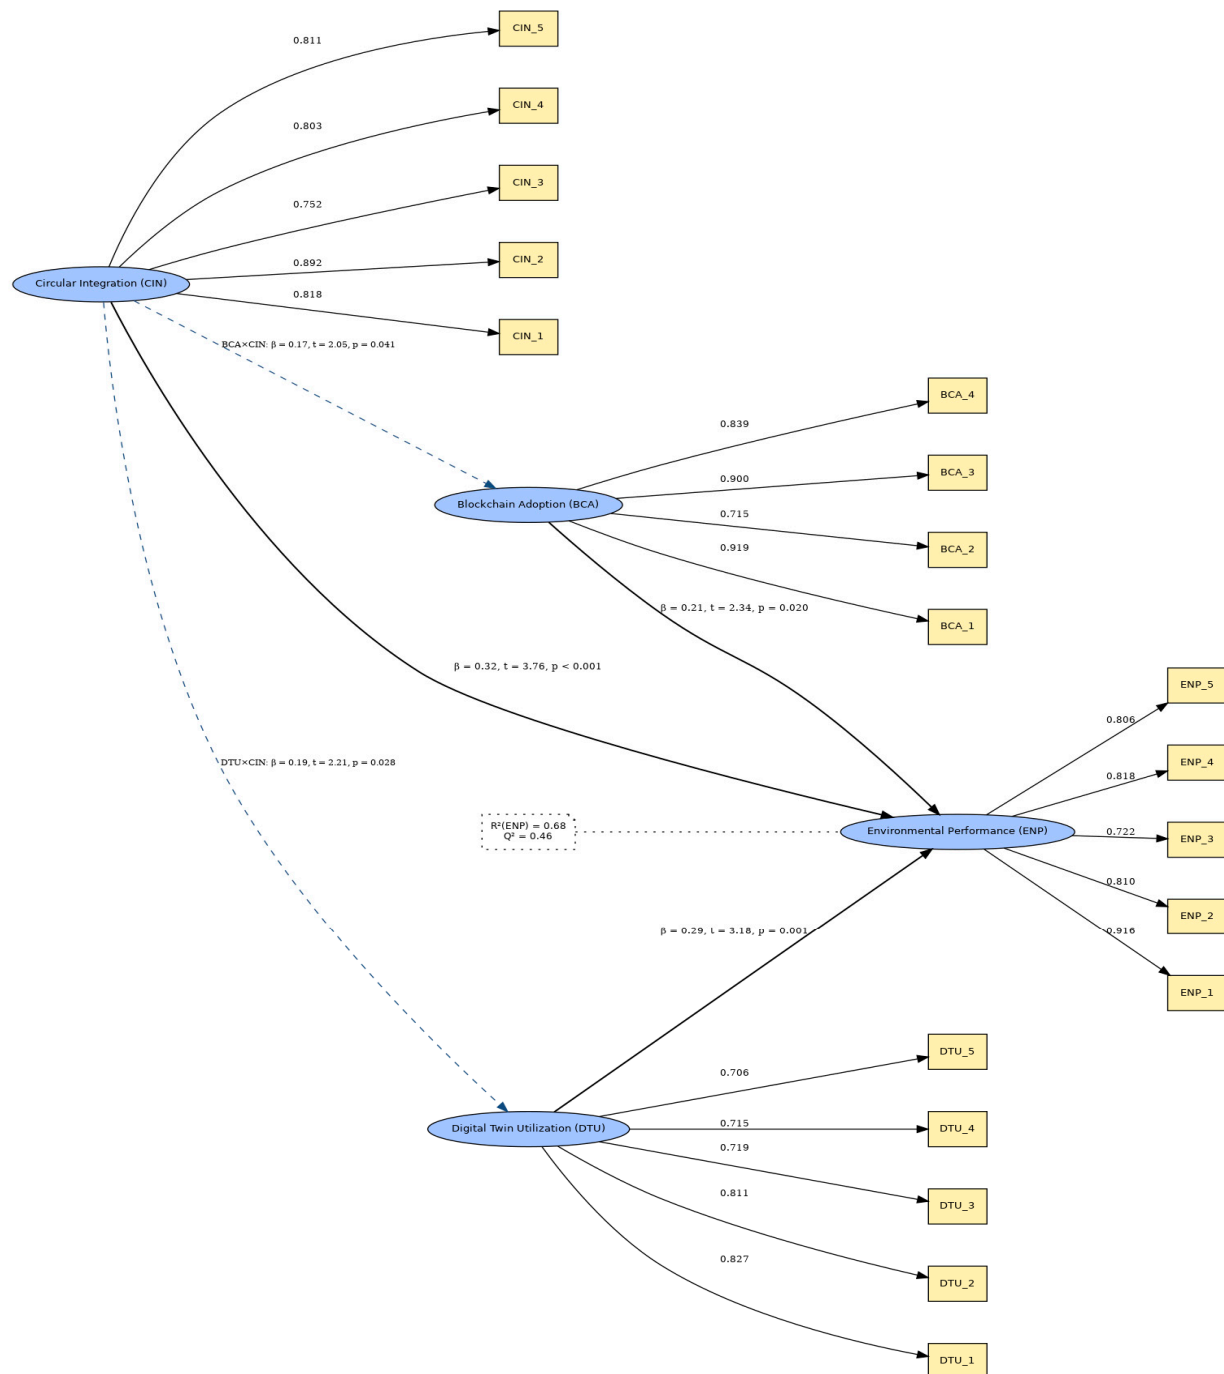 CIN_5
0.811
CIN_4
0.803
CIN_3
0.752
CIN_2
0.892
Circular Integration (CIN)
0.818
CIN_1
BCA×CIN: β = 0.17, t = 2.05, p = 0.041
BCA_4
0.839
BCA_3
0.900
Blockchain Adoption (BCA)
0.715
BCA_2
0.919
β = 0.21, t = 2.34, p = 0.020
BCA_1
β = 0.32, t = 3.76, p < 0.001
ENP_5
0.806
DTU×CIN: β = 0.19, t = 2.21, p = 0.028
ENP_4
0.818
R²(ENP) = 0.68
Q² = 0.46
Environmental Performance (ENP)
0.722
ENP_3
0.810
ENP_2
β = 0.29, t = 3.18, p = 0.001
0.916
ENP_1
DTU_5
0.706
Digital Twin Utilization (DTU)
0.715
DTU_4
0.719
DTU_3
0.811
DTU_2
0.827
DTU_1